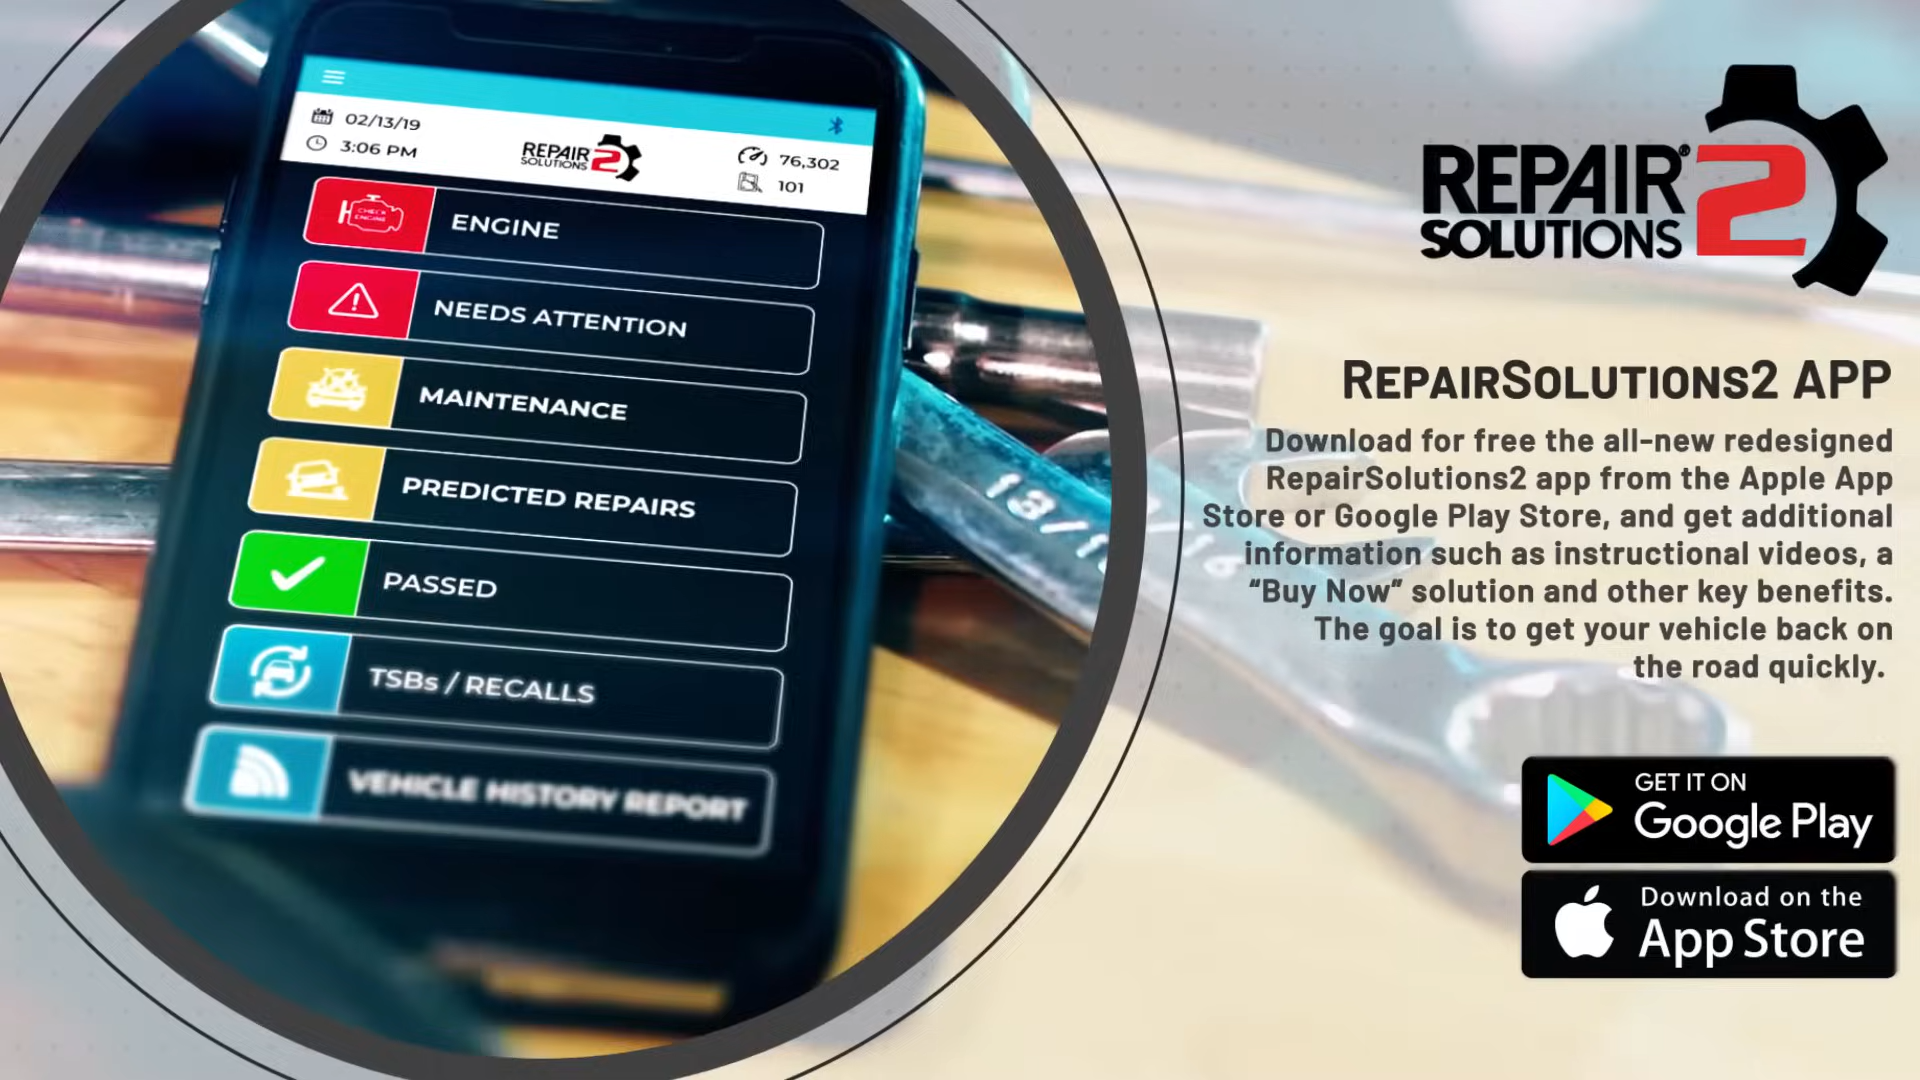 02/13/19
3:06 PM
REPAIR
SOLUTIONS 2
76,302
101
CHECK
ENGINE
ENGINE
NEEDS ATTENTION
MAINTENANCE
PREDICTED REPAIRS
PASSED
TSBs / RECALLS
VEHICLE HISTORY REPORT
REPAIR® 2
SOLUTIONS
REPAIRSOLUTIONS2 APP
Download for free the all-new redesigned
RepairSolutions2 app from the Apple App
Store or Google Play Store, and get additional
information such as instructional videos, a
“Buy Now” solution and other key benefits.
The goal is to get your vehicle back on
the road quickly.
GET IT ON
Google Play
Download on the
App Store